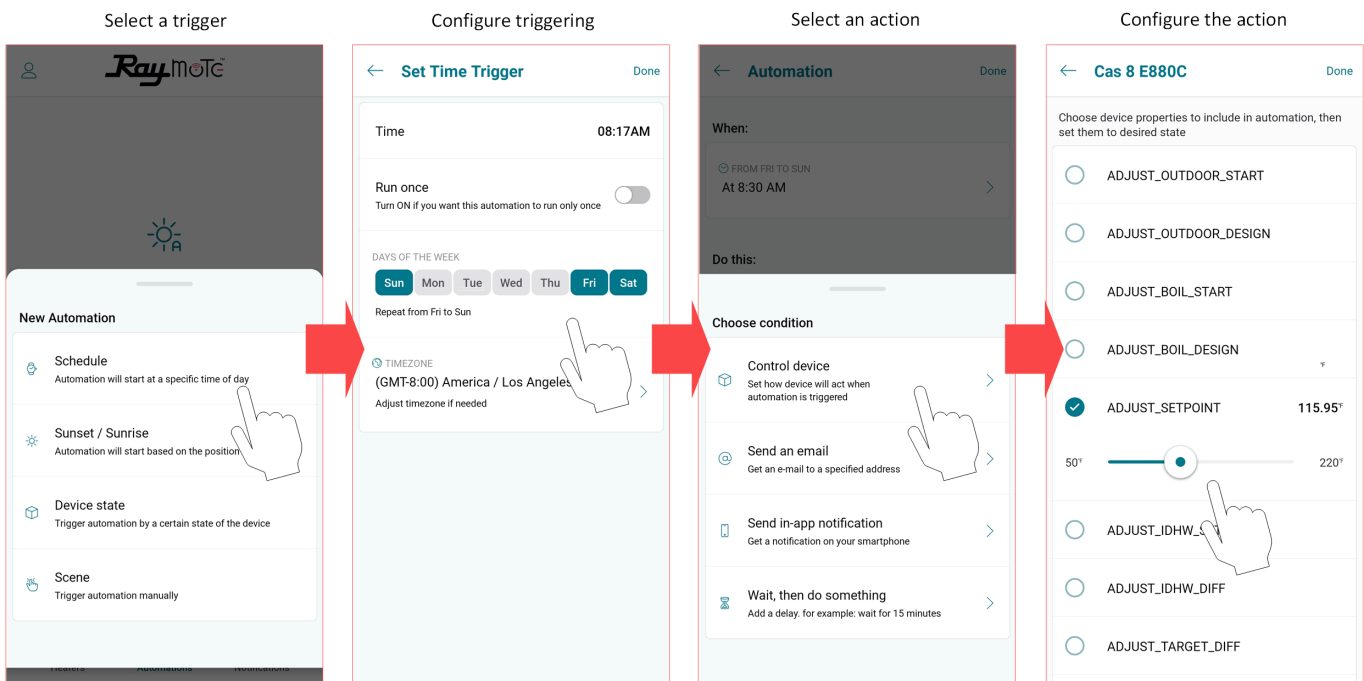 Select a trigger
Configure triggering
Select an action
Configure the action
Raymote
New Automation
Schedule
Automation will start at a specific time of day
Sunset / Sunrise
Automation will start based on the position
Device state
Trigger automation by a certain state of the device
Scene
Trigger automation manually
Heaters
Automations
Notifications
Set Time Trigger
Done
Time
08:17AM
Run once
Turn ON if you want this automation to run only once
DAYS OF THE WEEK
Sun Mon Tue Wed Thu Fri Sat
Repeat from Fri to Sun
TIMEZONE
(GMT-8:00) America / Los Angeles
Adjust timezone if needed
Automation
Done
When:
FROM FRI TO SUN
At 8:30 AM
Do this:
Choose condition
Control device
Set how device will act when
automation is triggered
Send an email
Get an e-mail to a specified address
Send in-app notification
Get a notification on your smartphone
Wait, then do something
Add a delay. for example: wait for 15 minutes
Cas 8 E880C
Done
Choose device properties to include in automation, then
set them to desired state
ADJUST_OUTDOOR_START
ADJUST_OUTDOOR_DESIGN
ADJUST_BOIL_START
ADJUST_BOIL_DESIGN
°F
ADJUST_SETPOINT 115.95°F
50°F 220°F
ADJUST_IDHW_
ADJUST_IDHW_DIFF
ADJUST_TARGET_DIFF